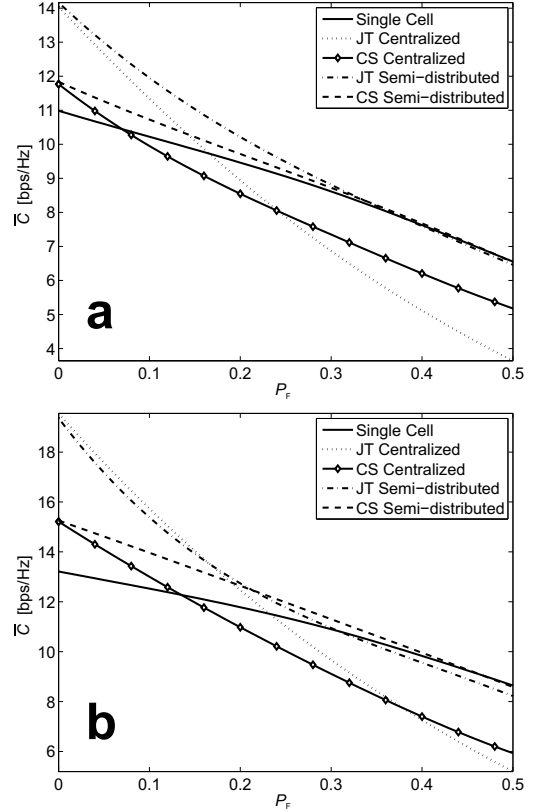 14
13
12
11
10
9
8
7
6
5
4
C̅ [bps/Hz]
Single Cell
JT Centralized
CS Centralized
JT Semi−distributed
CS Semi−distributed
a
0 0.1 0.2 0.3 0.4 0.5
P_F
18
16
14
12
10
8
6
C̅ [bps/Hz]
Single Cell
JT Centralized
CS Centralized
JT Semi−distributed
CS Semi−distributed
b
0 0.1 0.2 0.3 0.4 0.5
P_F